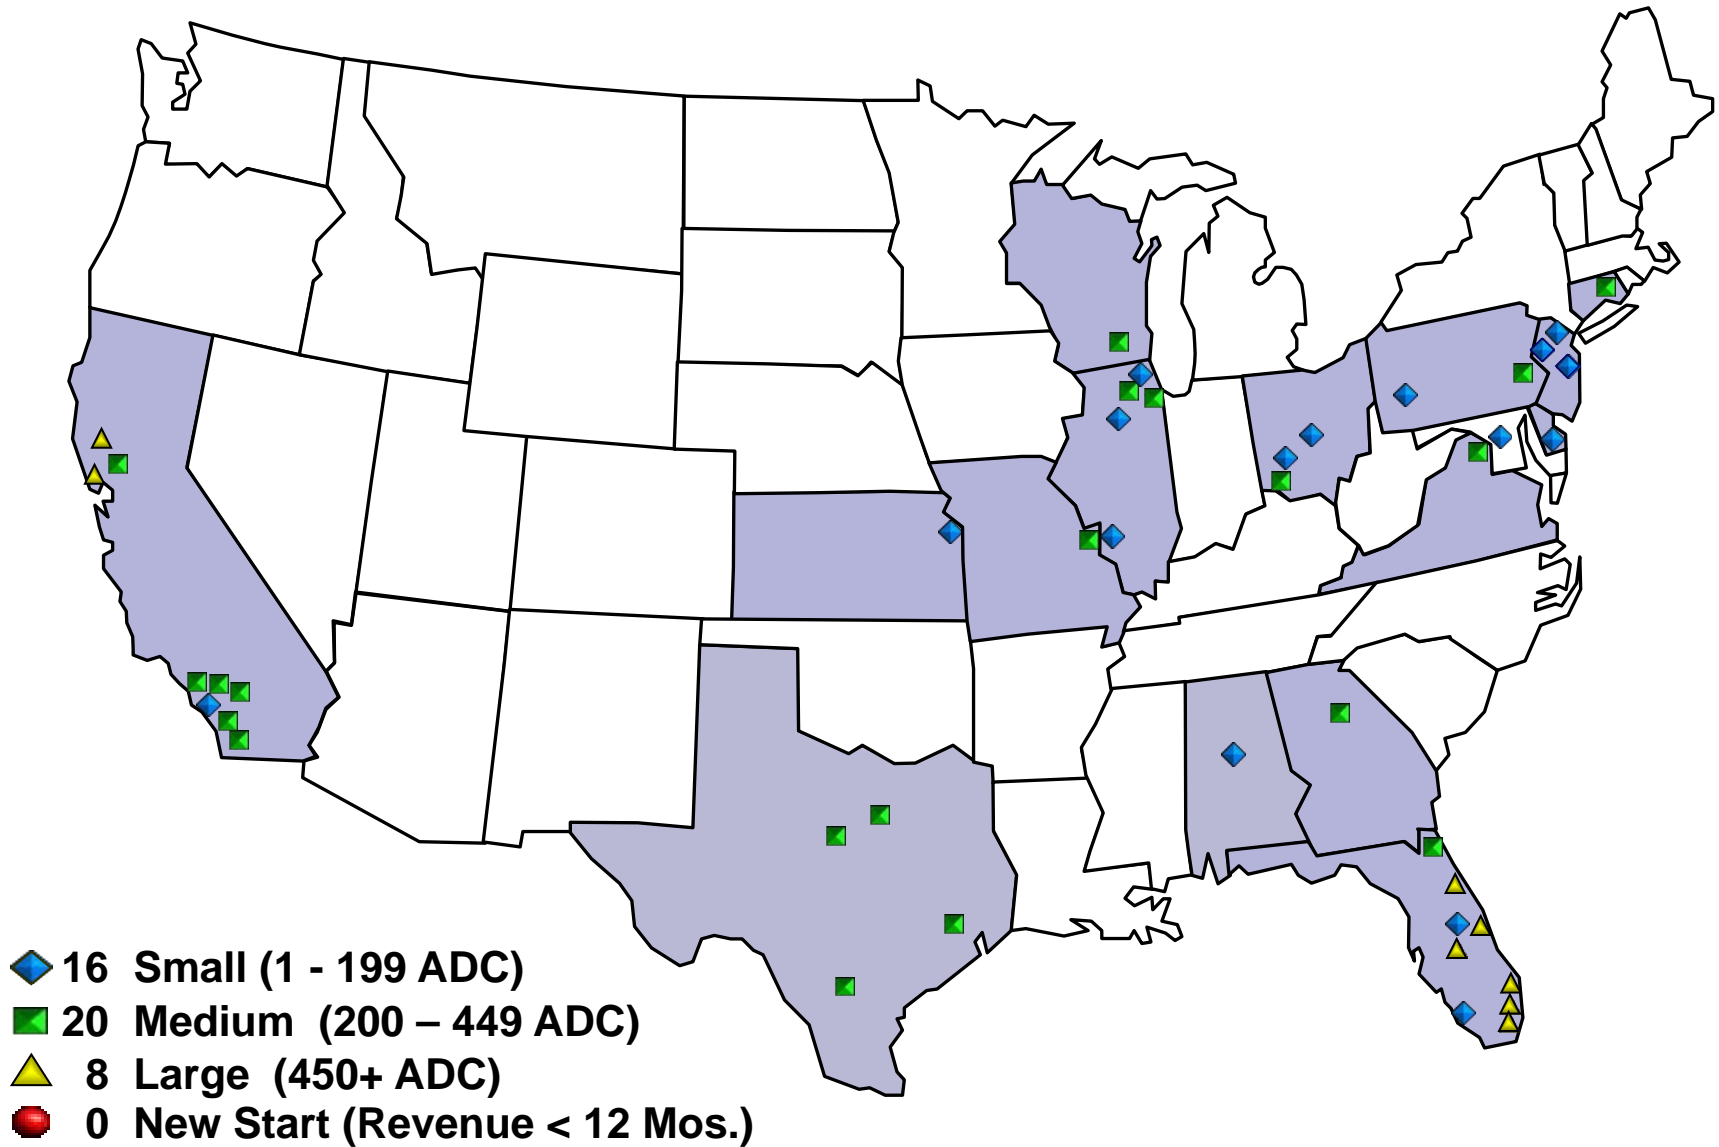 16 Small (1 - 199 ADC)
20 Medium (200 – 449 ADC)
8 Large (450+ ADC)
0 New Start (Revenue < 12 Mos.)